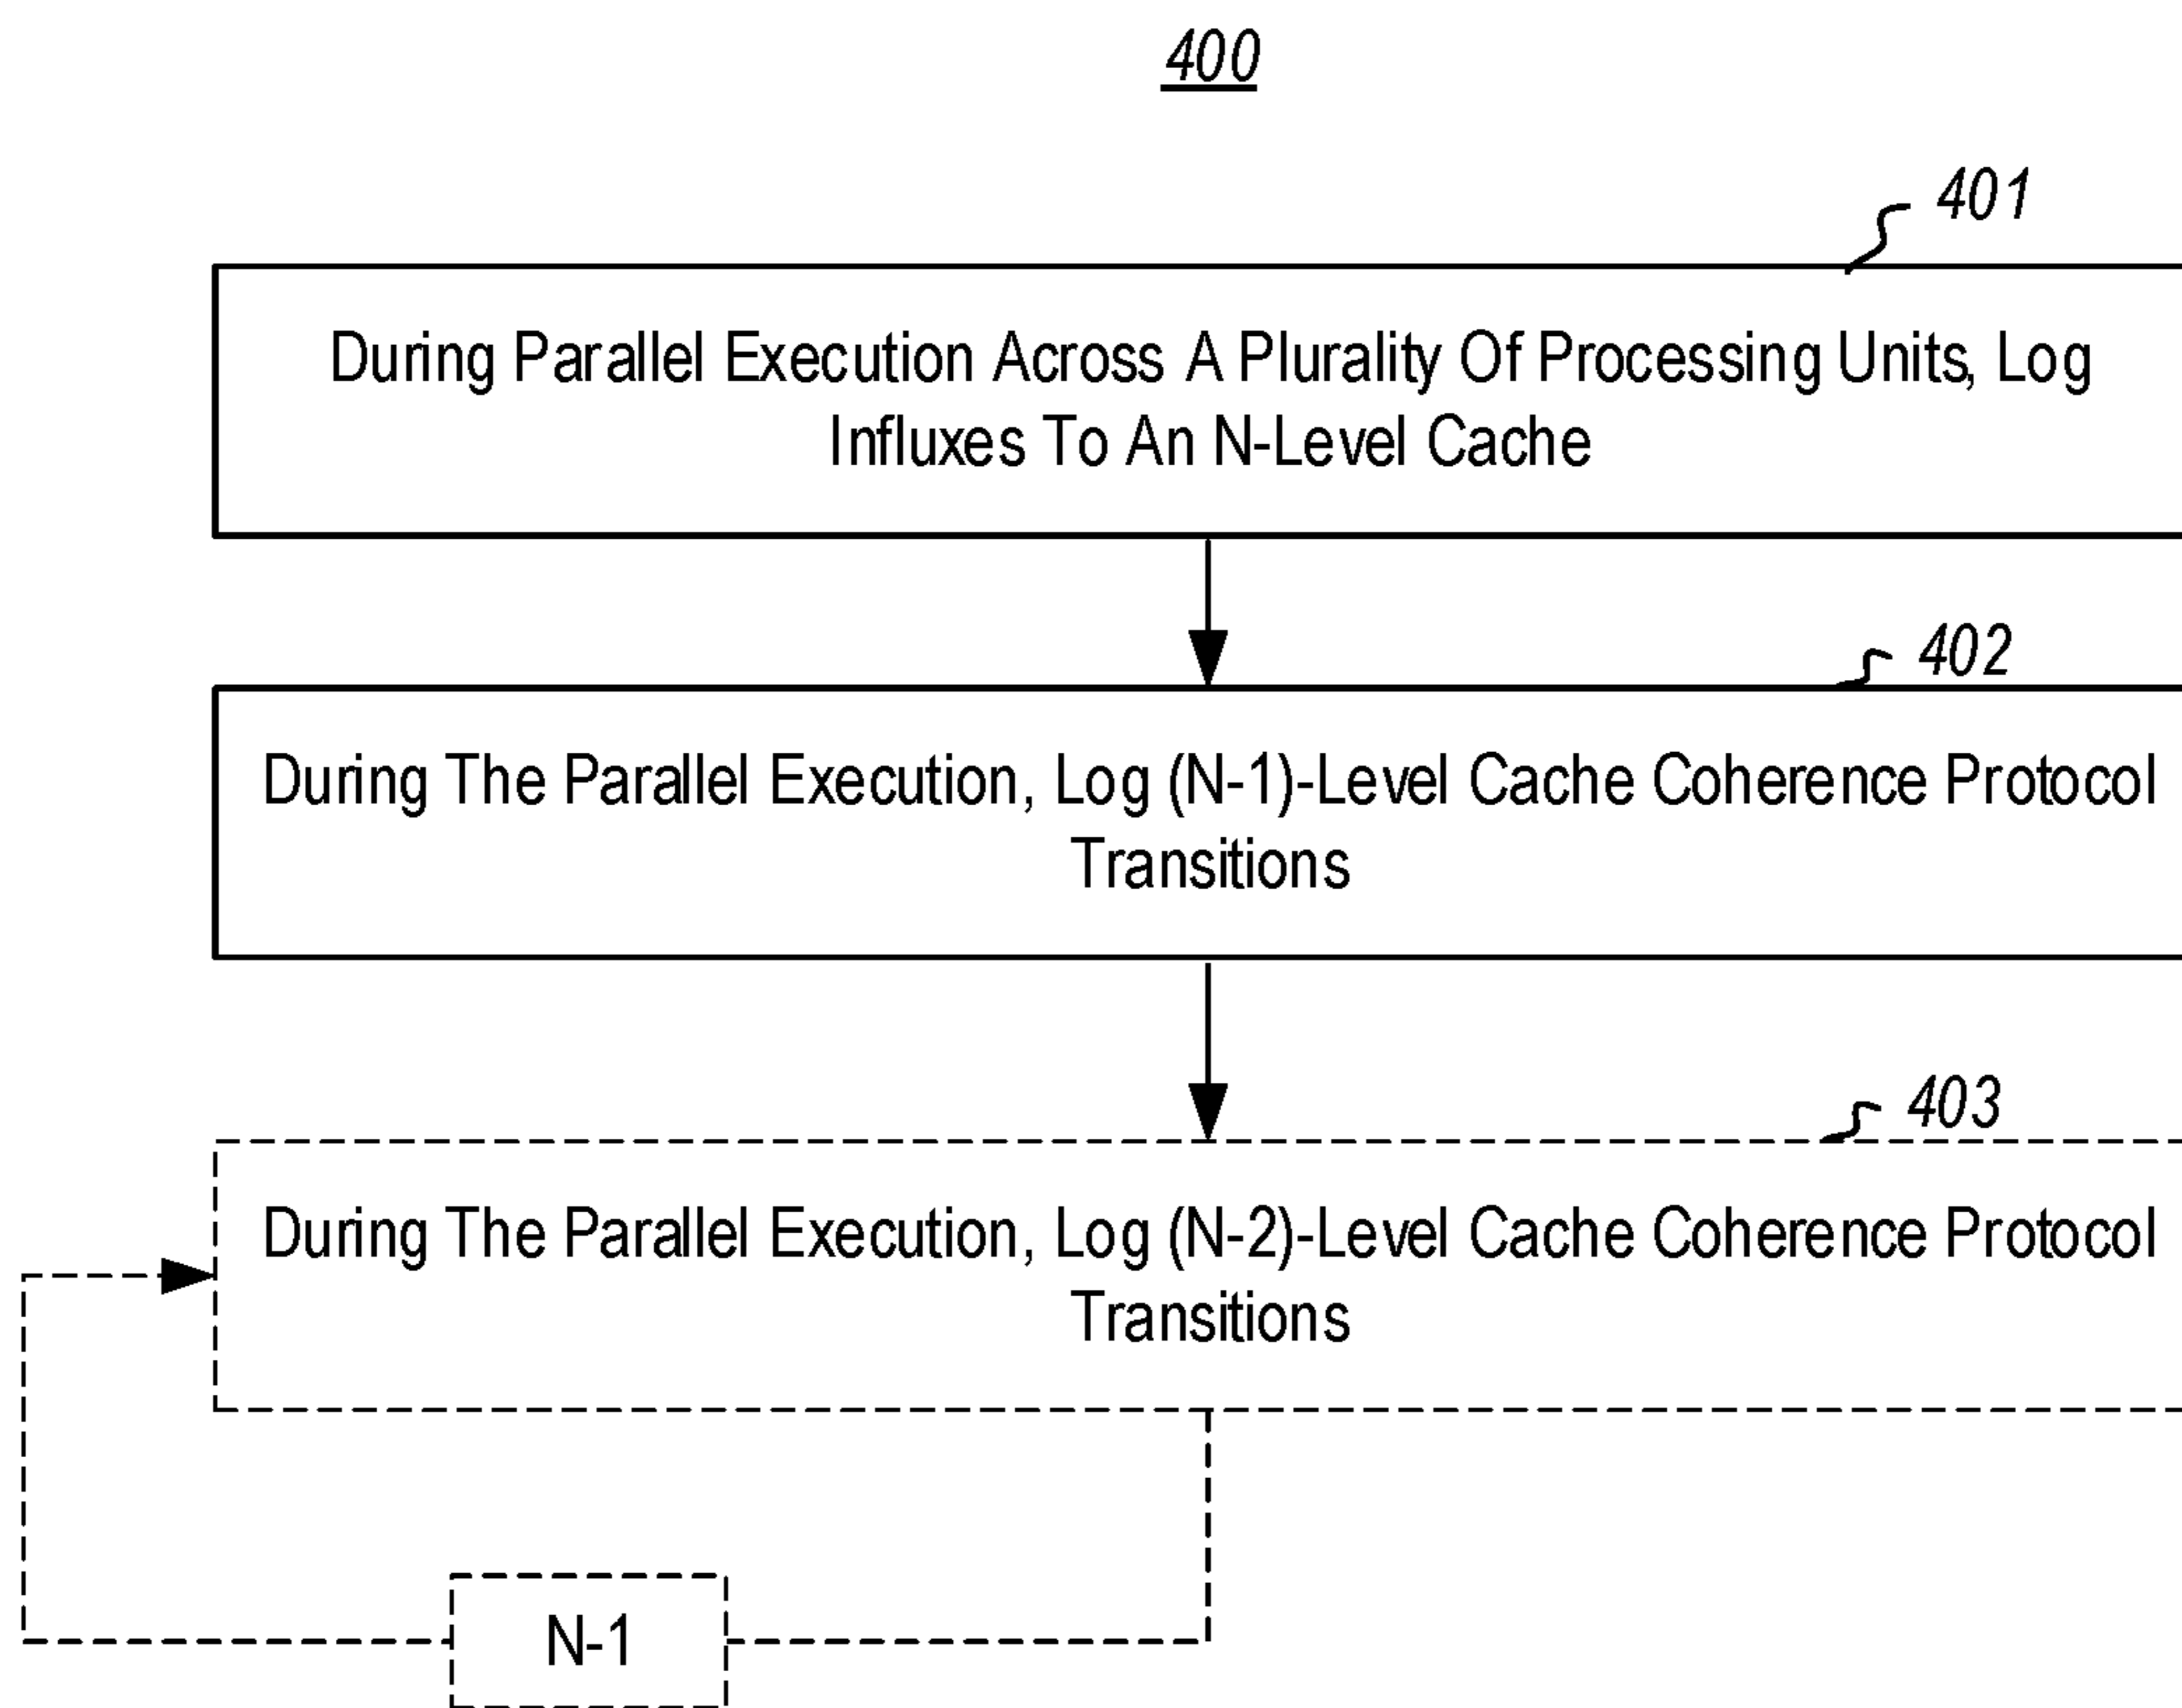 400
401
During Parallel Execution Across A Plurality Of Processing Units, Log
Influxes To An N-Level Cache
402
During The Parallel Execution, Log (N-1)-Level Cache Coherence Protocol
Transitions
403
During The Parallel Execution, Log (N-2)-Level Cache Coherence Protocol
Transitions
N-1